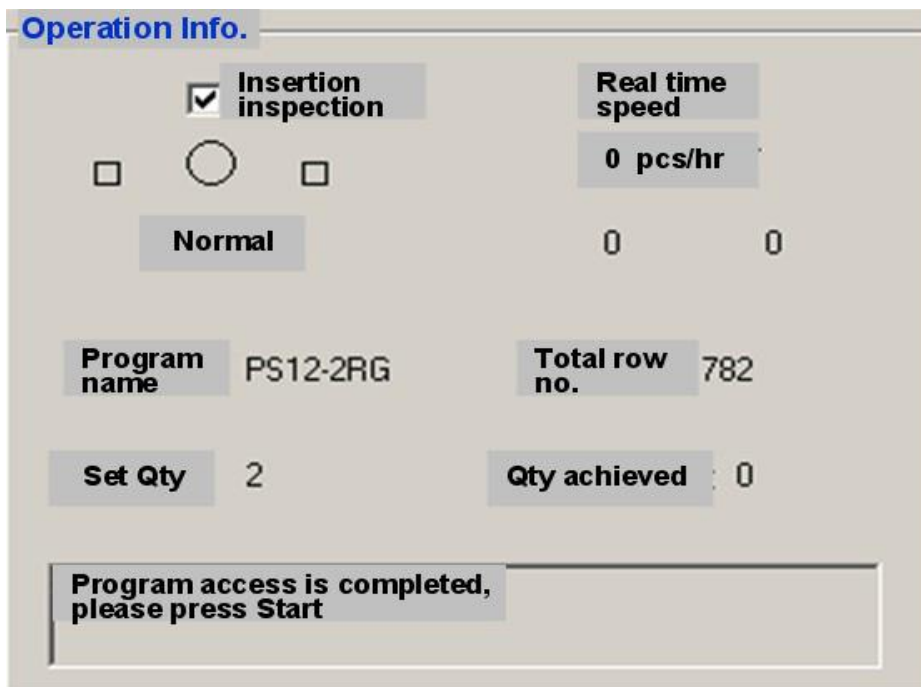 Operation Info.
Insertion
inspection
Real time
speed
0 pcs/hr
Normal
0 0
Program
name
PS12-2RG
Total row
no.
782
Set Qty
2
Qty achieved : 0
Program access is completed,
please press Start